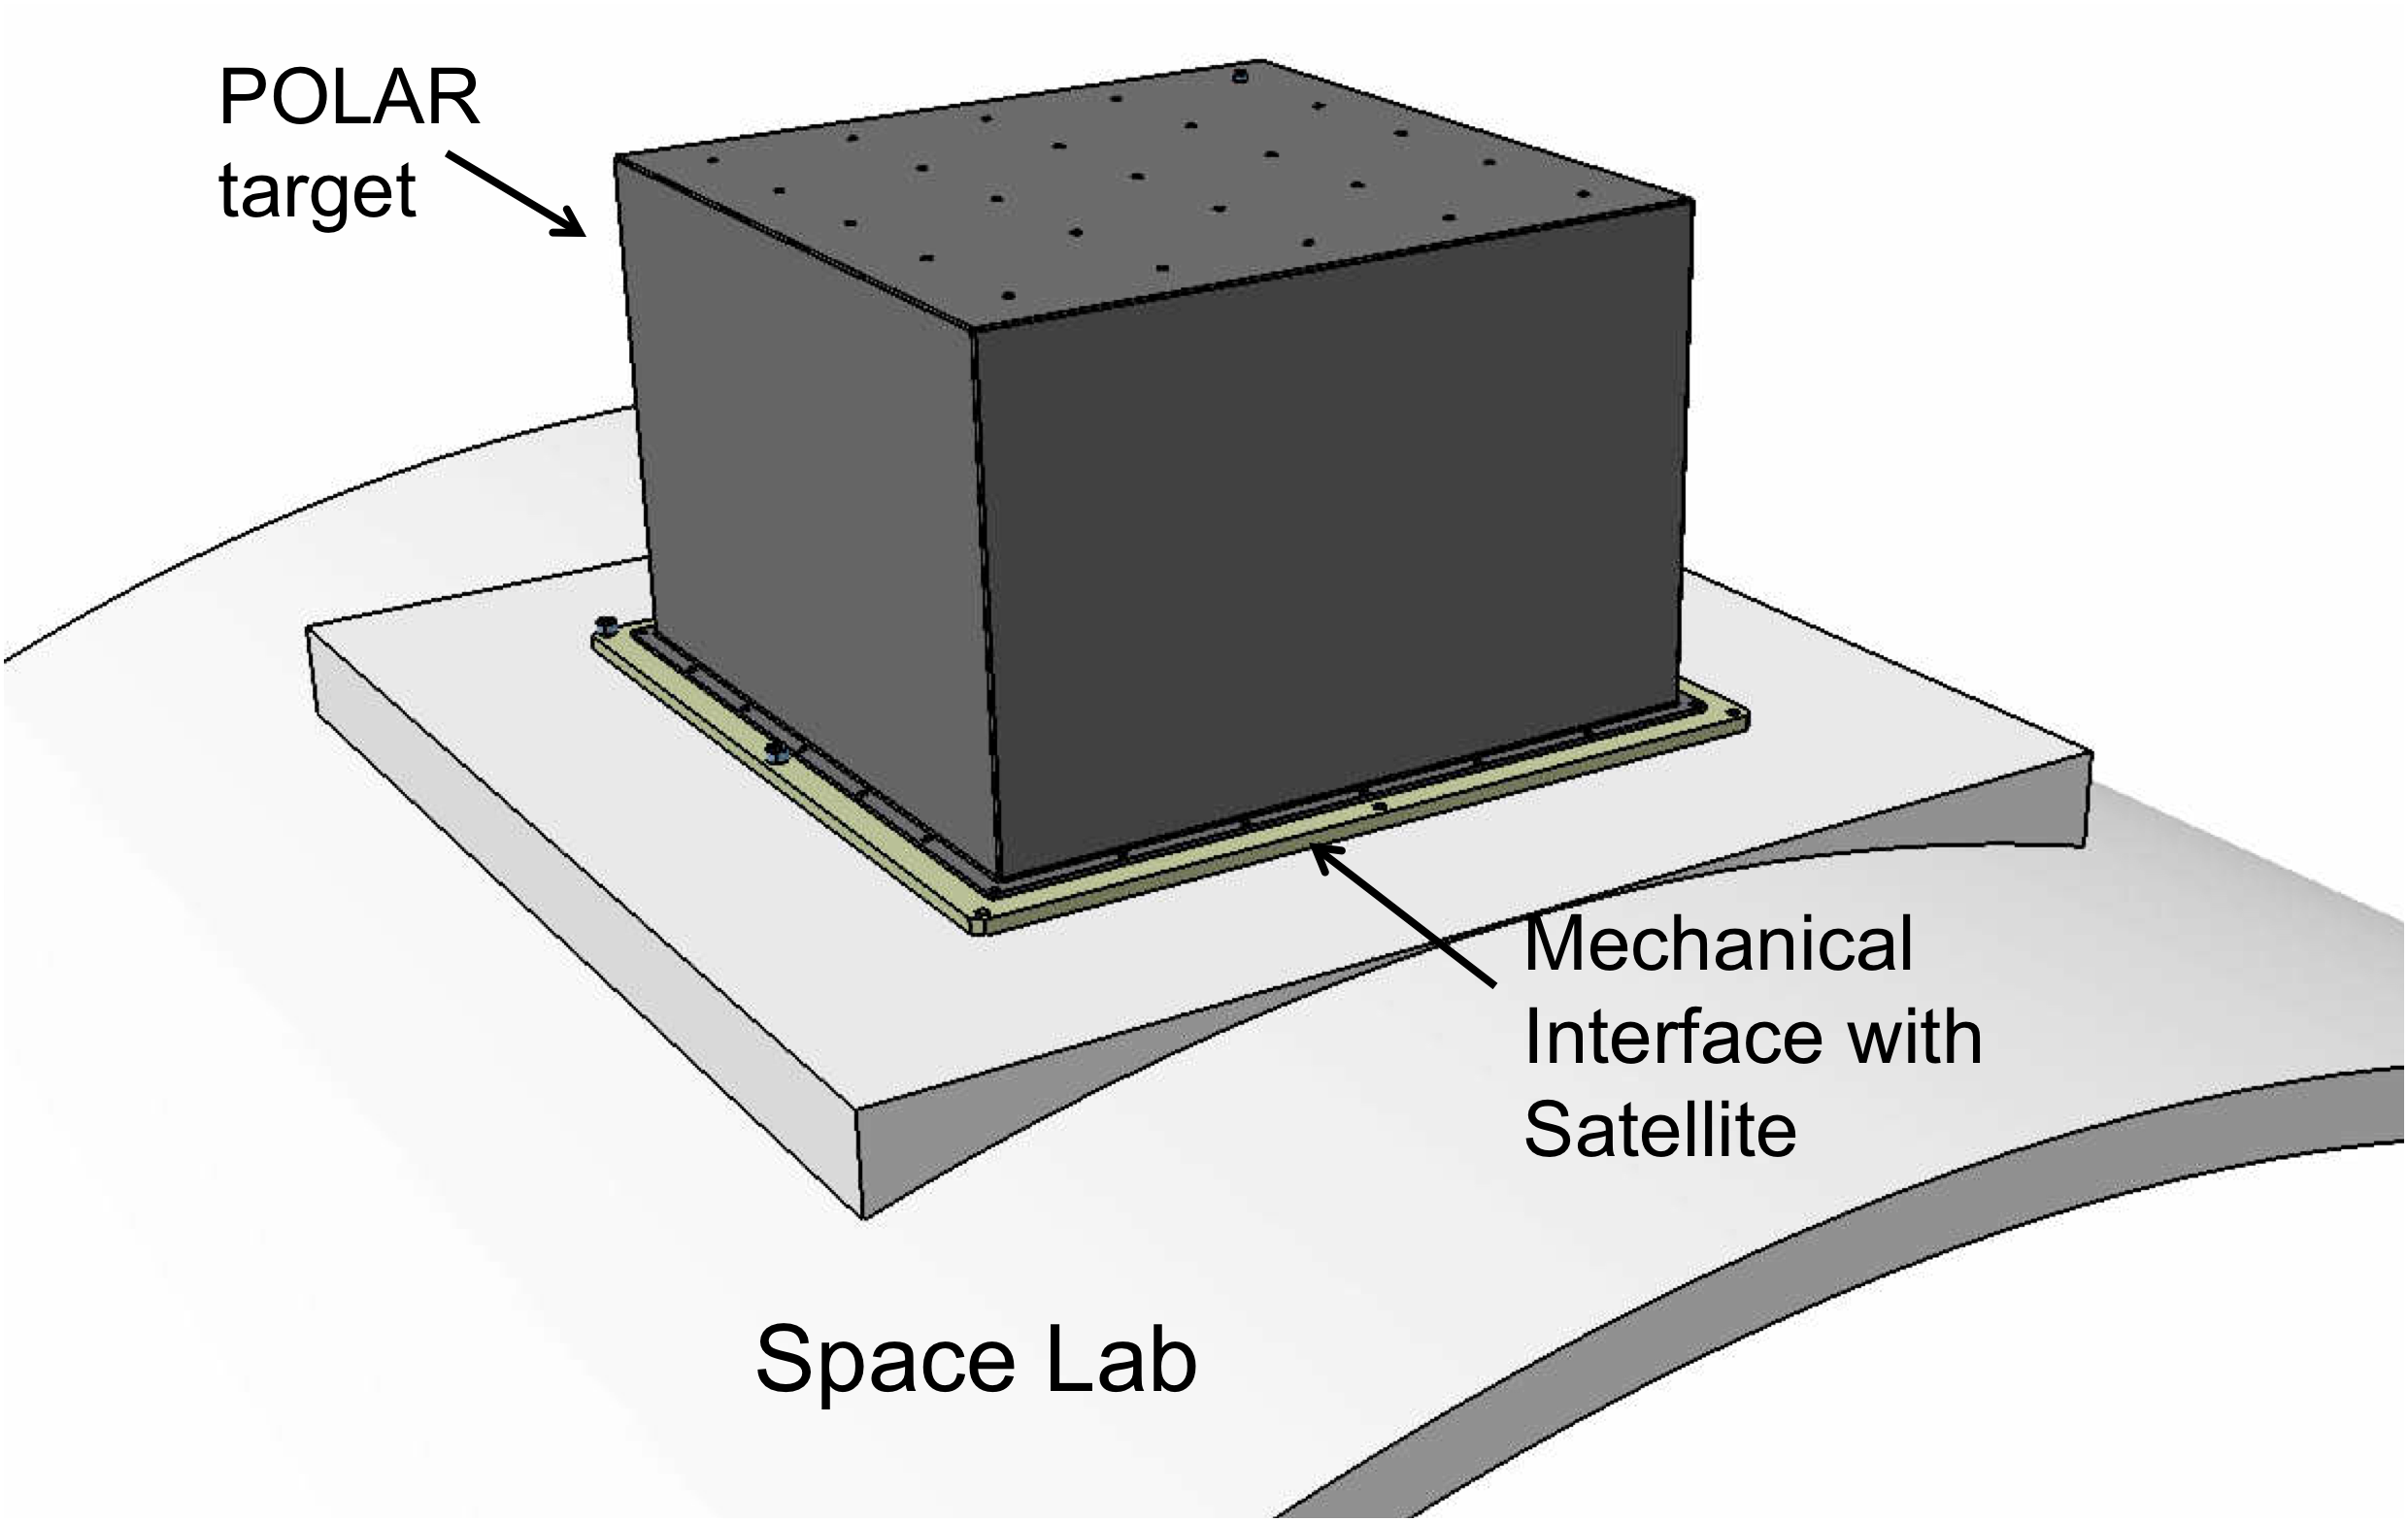 POLAR
target
Mechanical
Interface with
Satellite
Space Lab